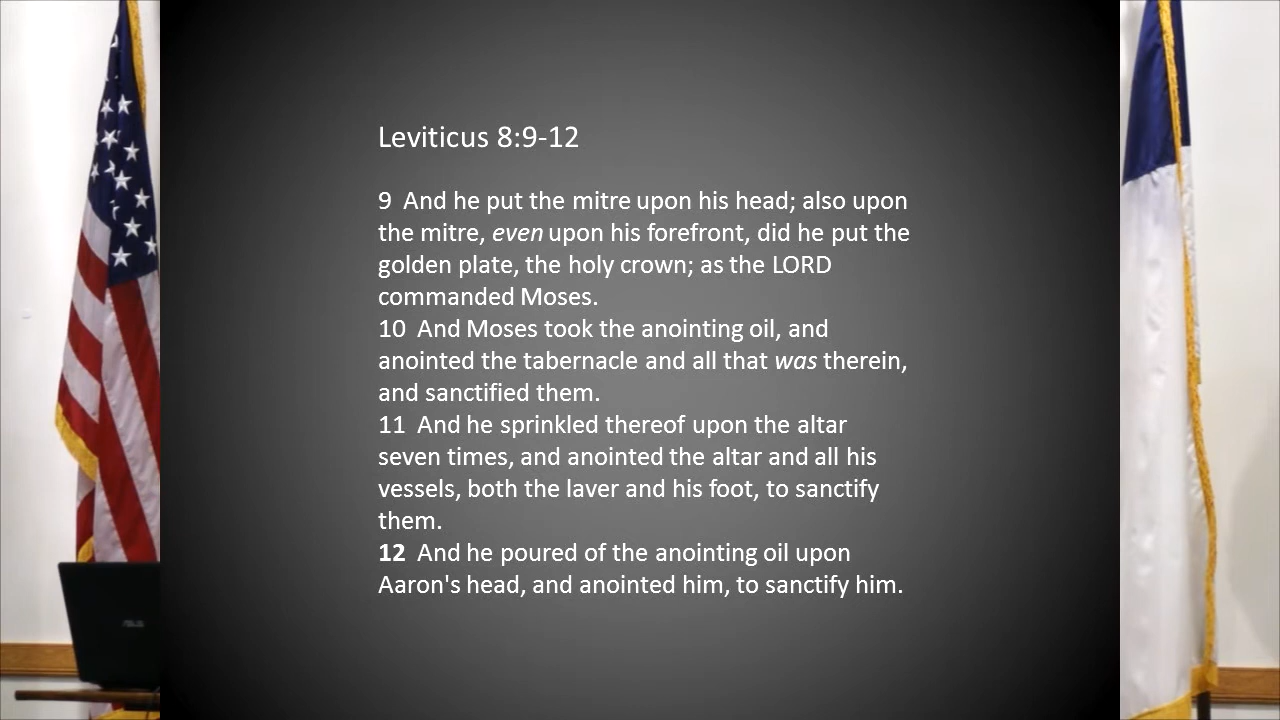 Leviticus 8:9-12
9 And he put the mitre upon his head; also upon
the mitre, even upon his forefront, did he put the
golden plate, the holy crown; as the LORD
commanded Moses.
10 And Moses took the anointing oil, and
anointed the tabernacle and all that was therein,
and sanctified them.
11 And he sprinkled thereof upon the altar
seven times, and anointed the altar and all his
vessels, both the laver and his foot, to sanctify
them.
12 And he poured of the anointing oil upon
Aaron's head, and anointed him, to sanctify him.